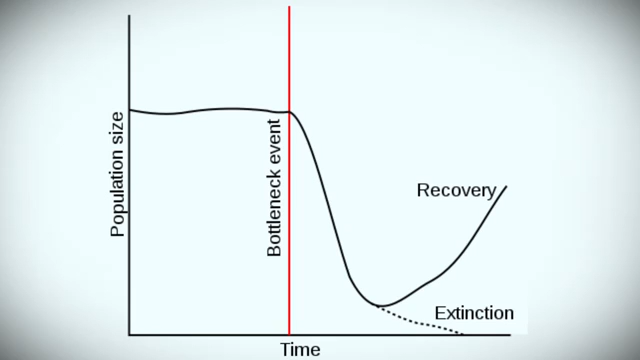 Population size
Bottleneck event
Recovery
Extinction
Time